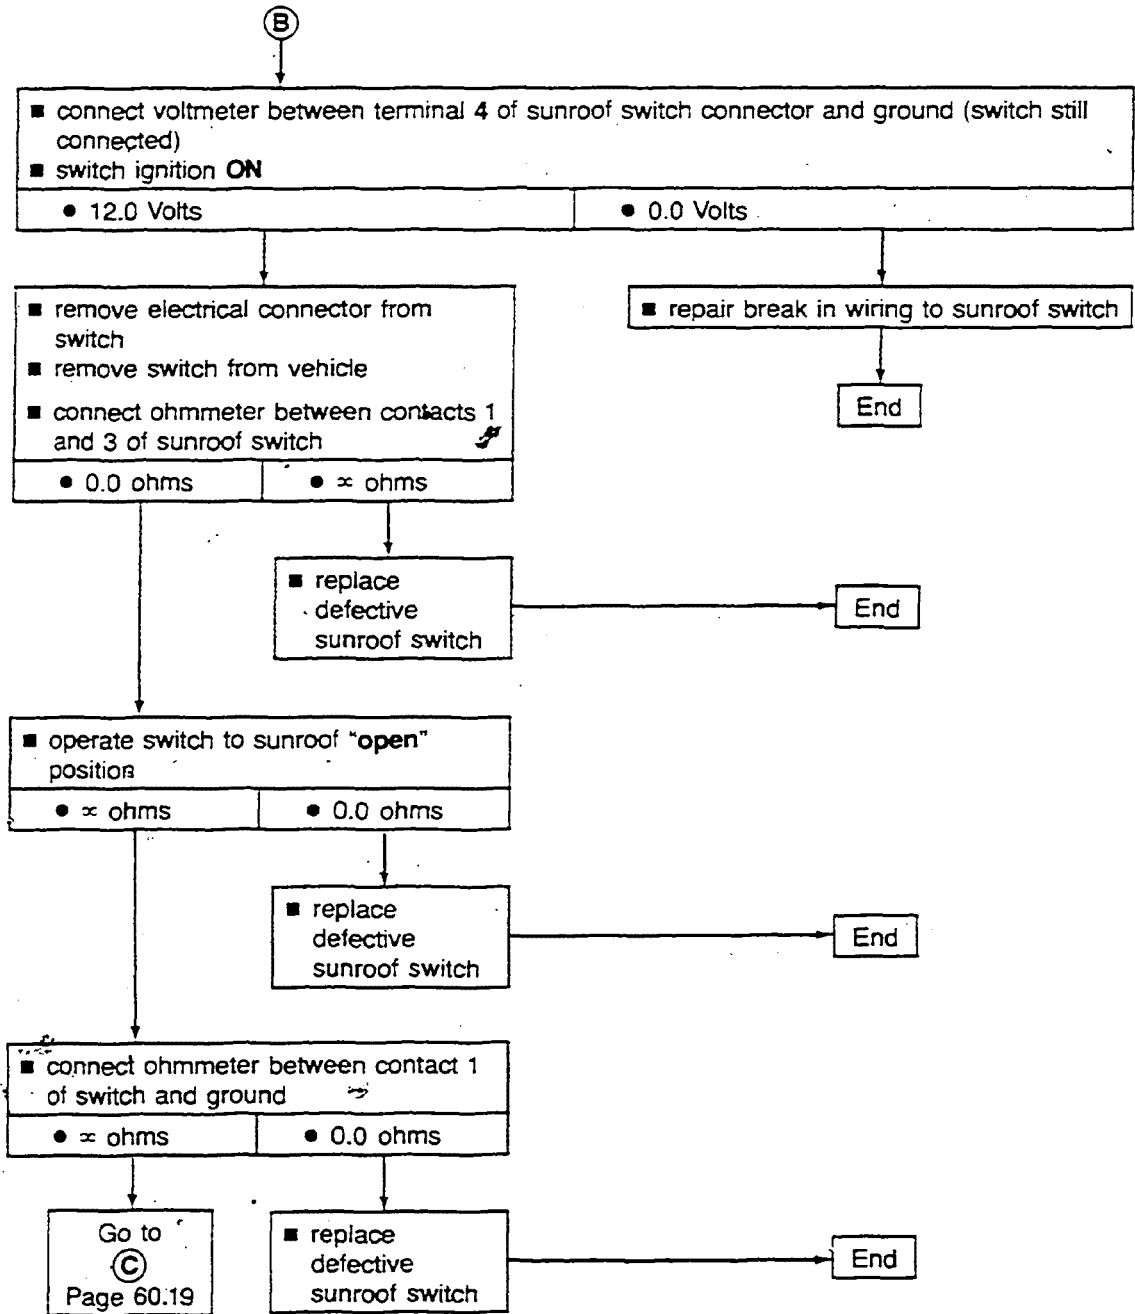 B
■ connect voltmeter between terminal 4 of sunroof switch connector and ground (switch still
connected)
■ switch ignition ON
● 12.0 Volts
● 0.0 Volts
■ remove electrical connector from
switch
■ remove switch from vehicle
■ connect ohmmeter between contacts 1
and 3 of sunroof switch
● 0.0 ohms
● ∝ ohms
■ repair break in wiring to sunroof switch
End
■ replace
defective
sunroof switch
End
■ operate switch to sunroof "open"
position
● ∝ ohms
● 0.0 ohms
■ replace
defective
sunroof switch
End
■ connect ohmmeter between contact 1
of switch and ground
● ∝ ohms
● 0.0 ohms
Go to
C
Page 60.19
■ replace
defective
sunroof switch
End